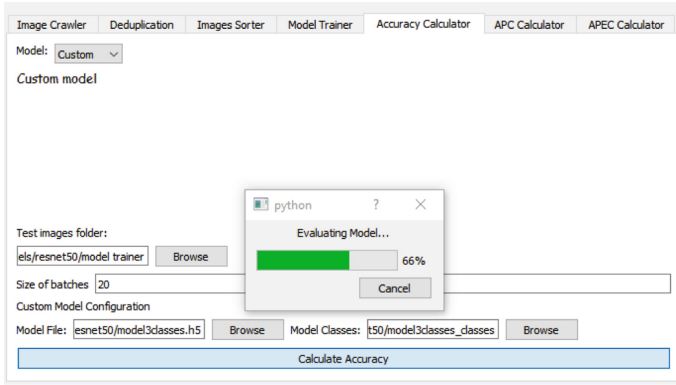 Image Crawler Deduplication Images Sorter Model Trainer Accuracy Calculator APC Calculator APEC Calculator
Model: Custom
Custom model
python ? ×
Evaluating Model...
66%
Cancel
Test images folder:
els/resnet50/model trainer Browse
Size of batches 20
Custom Model Configuration
Model File: esnet50/model3classes.h5 Browse Model Classes: t50/model3classes_classes Browse
Calculate Accuracy